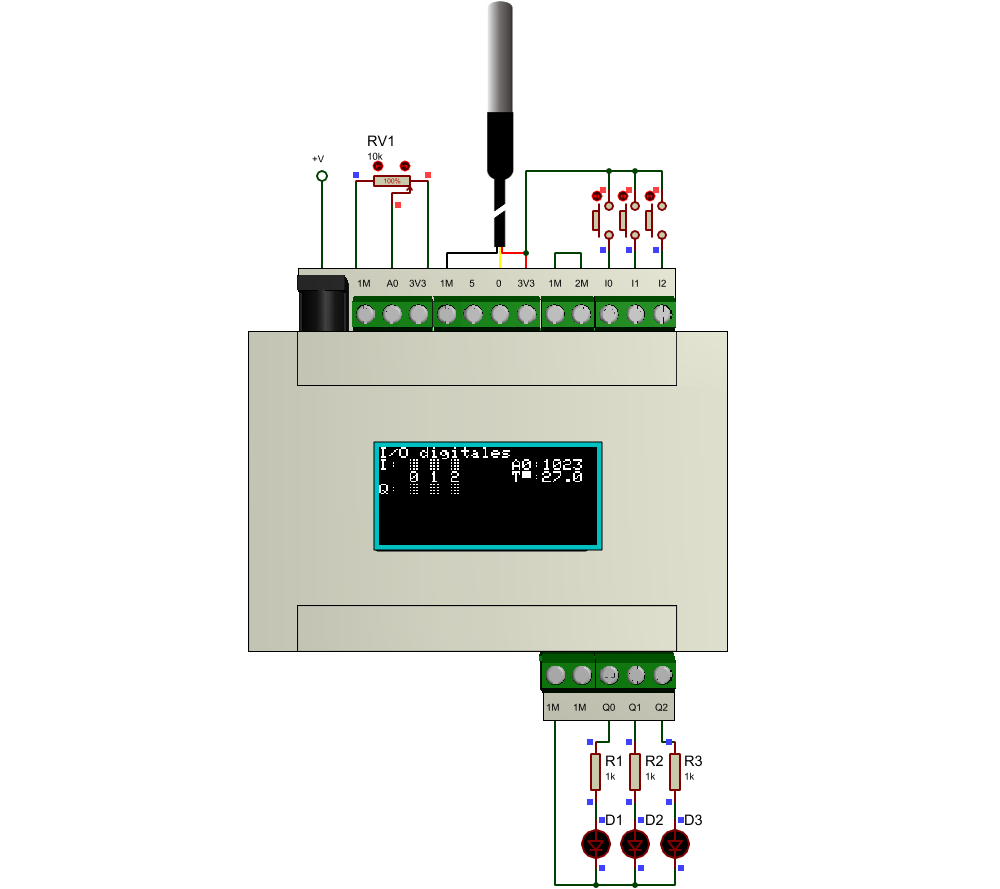 RV1
10k
+V
100%
1M A0 3V3 1M 5 0 3V3 1M 2M I0 I1 I2
I/O digitales
I: A0:1023
0 1 2 T :27.0
Q:
1M 1M Q0 Q1 Q2
R1 R2 R3
1k 1k 1k
D1 D2 D3